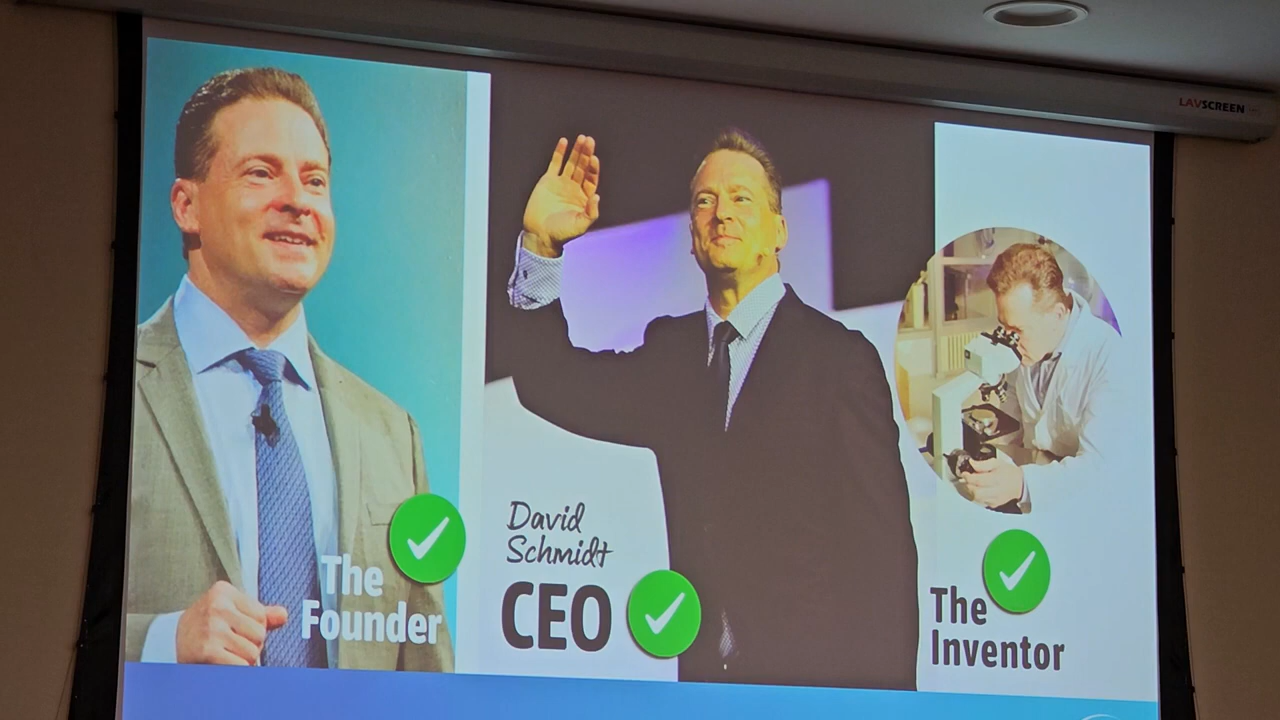 LAVSCREEN
The
Founder
David
Schmidt
CEO
The
Inventor